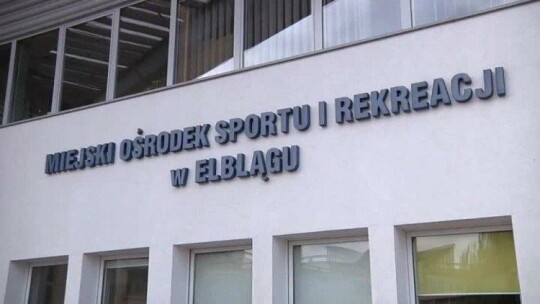 MIEJSKI OŚRODEK SPORTU I REKREACJI
W ELBLĄGU